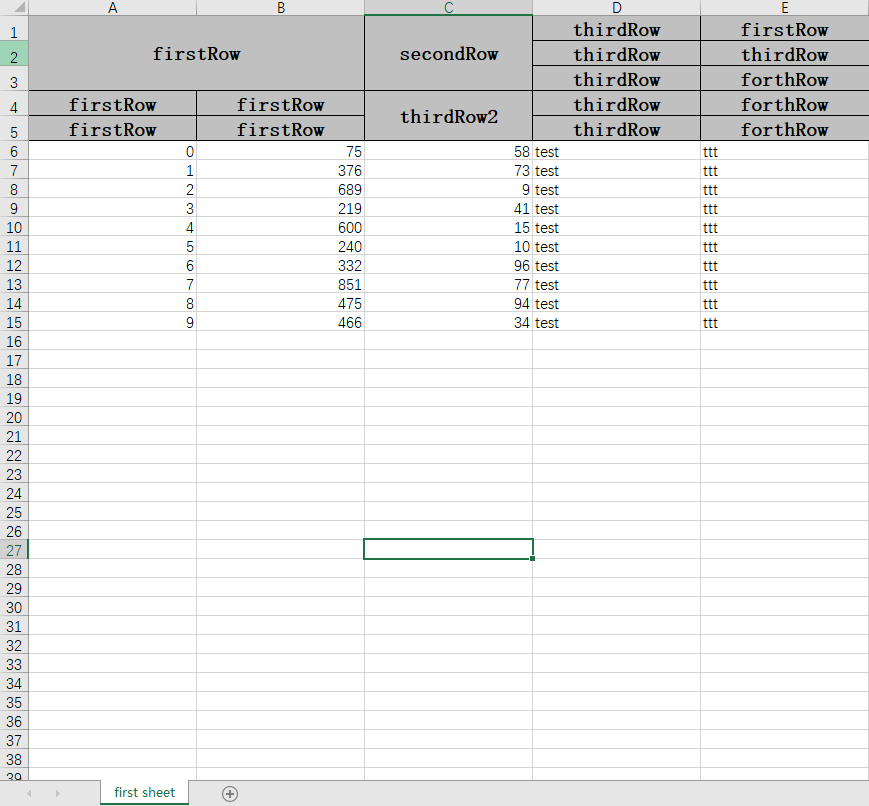 A B C D E
1 thirdRow firstRow
2 firstRow secondRow thirdRow thirdRow
3 thirdRow forthRow
4 firstRow firstRow thirdRow forthRow
thirdRow2
5 firstRow firstRow thirdRow forthRow
6 0 75 58 test ttt
7 1 376 73 test ttt
8 2 689 9 test ttt
9 3 219 41 test ttt
10 4 600 15 test ttt
11 5 240 10 test ttt
12 6 332 96 test ttt
13 7 851 77 test ttt
14 8 475 94 test ttt
15 9 466 34 test ttt
16
17
18
19
20
21
22
23
24
25
26
27
28
29
30
31
32
33
34
35
36
37
38
39
first sheet